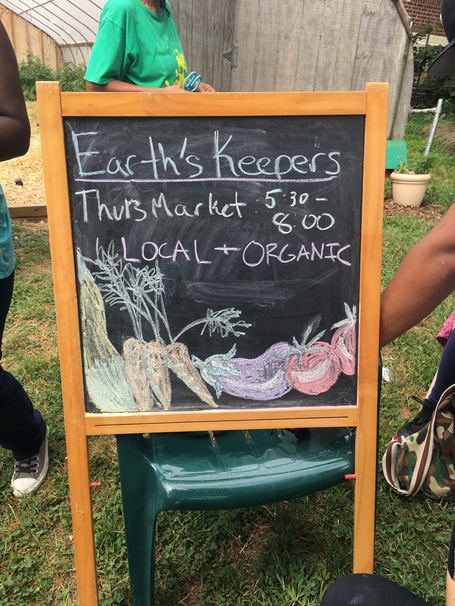 Earth's Keepers
Thurs Market 5:30 -
8:00
LOCAL + ORGANIC